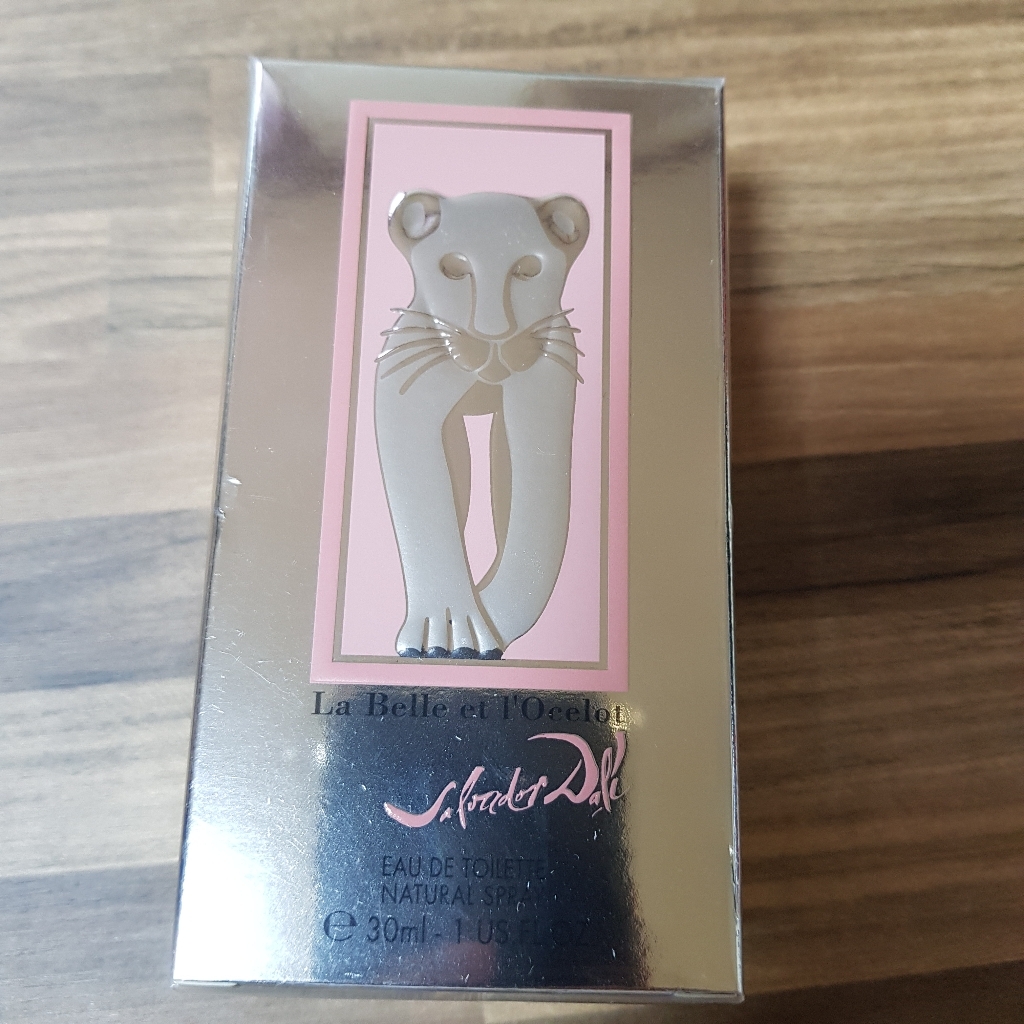 La Belle et l'Ocelot
Salvador Dalí
EAU DE TOILETTE
NATURAL SPRAY
℮ 30ml - 1 US FL OZ